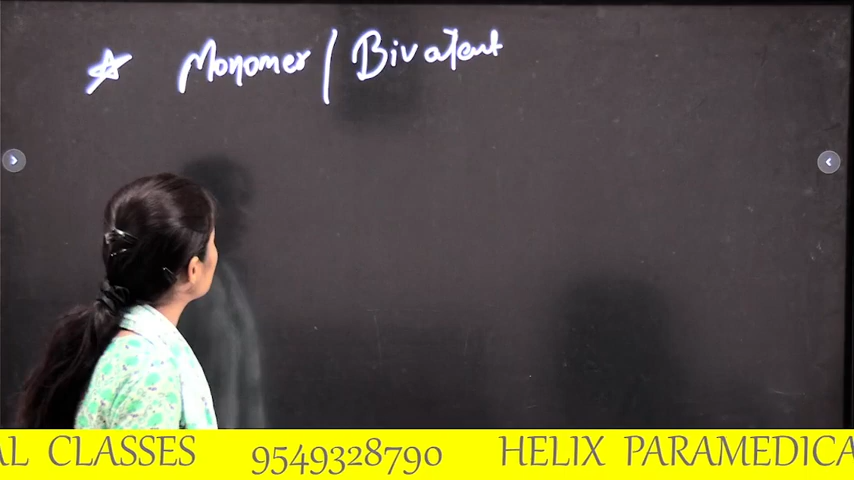 Monomer / Bivalent
AL CLASSES 9549328790 HELIX PARAMEDICA